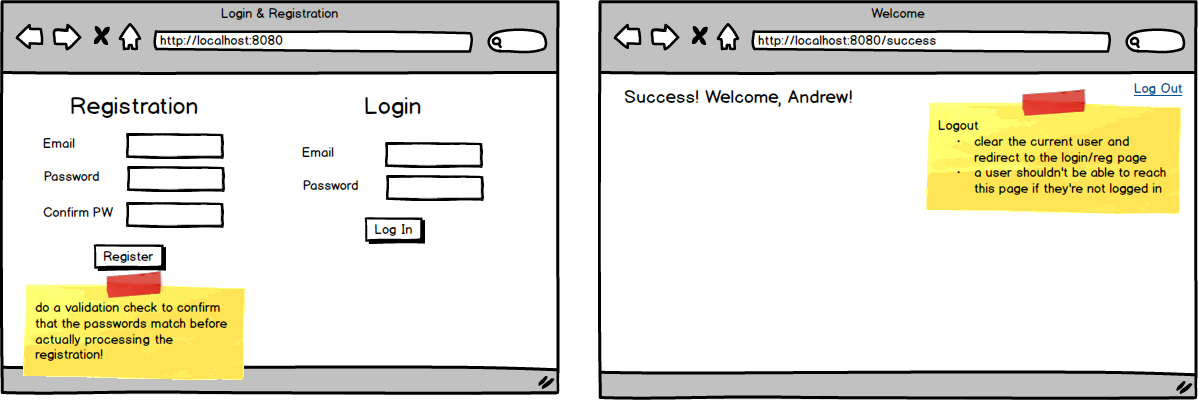 Login & Registration
http://localhost:8080
Registration
Email
Password
Confirm PW
Register
do a validation check to confirm
that the passwords match before
actually processing the
registration!
Login
Email
Password
Log In
Welcome
http://localhost:8080/success
Success! Welcome, Andrew!
Log Out
Logout
• clear the current user and
redirect to the login/reg page
• a user shouldn't be able to reach
this page if they're not logged in